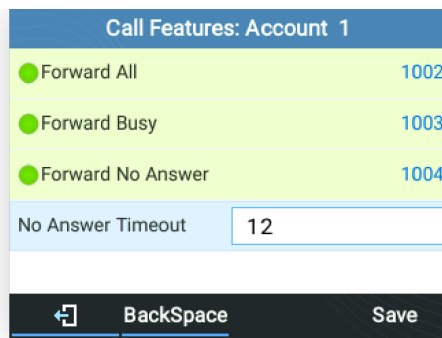 Call Features: Account 1
Forward All 1002
Forward Busy 1003
Forward No Answer 1004
No Answer Timeout 12
BackSpace Save